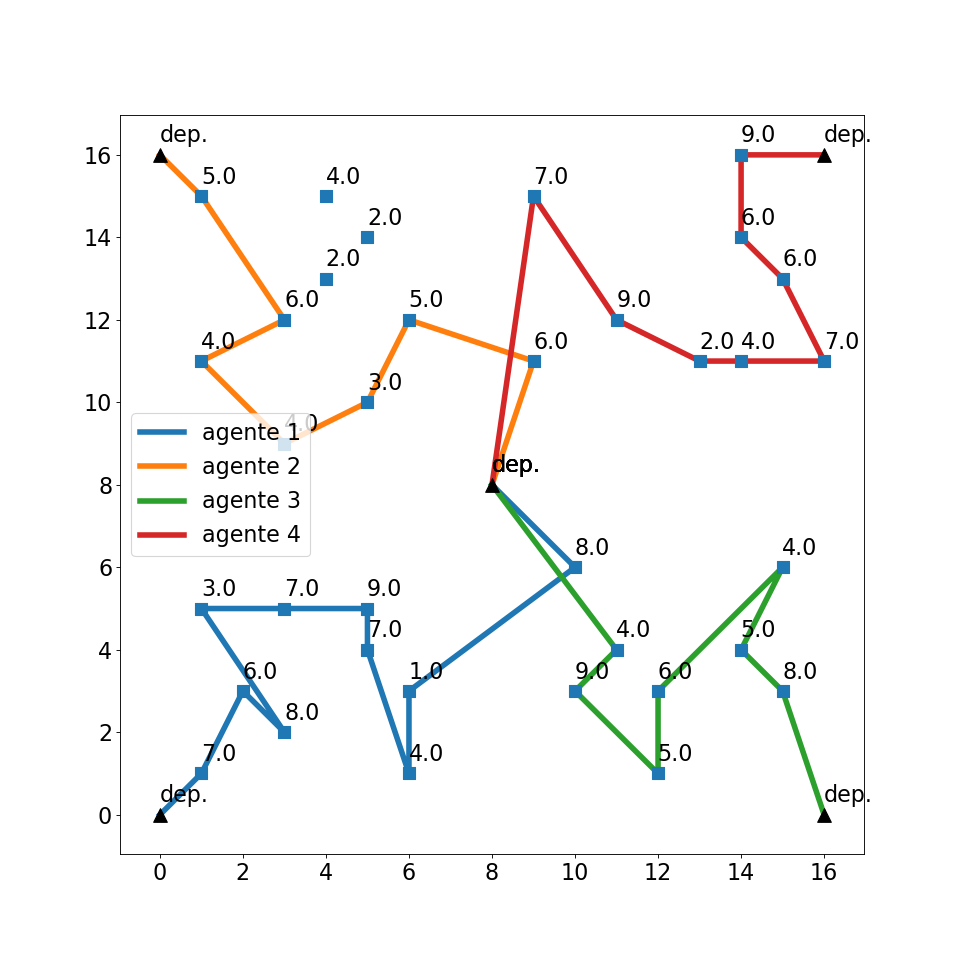 9.0 dep.
dep.
16
5.0 4.0 7.0
2.0 6.0
14
2.0 6.0
6.0 5.0 9.0
12
4.0 6.0 2.0 4.0 7.0
3.0
10
4.0
agente 1
agente 2
agente 3
agente 4
dep.
8
8.0 4.0
6
3.0 7.0 9.0
7.0 4.0 5.0
4
6.0 1.0 9.0 6.0 8.0
8.0
2
7.0 4.0 5.0
dep. dep.
0
0 2 4 6 8 10 12 14 16